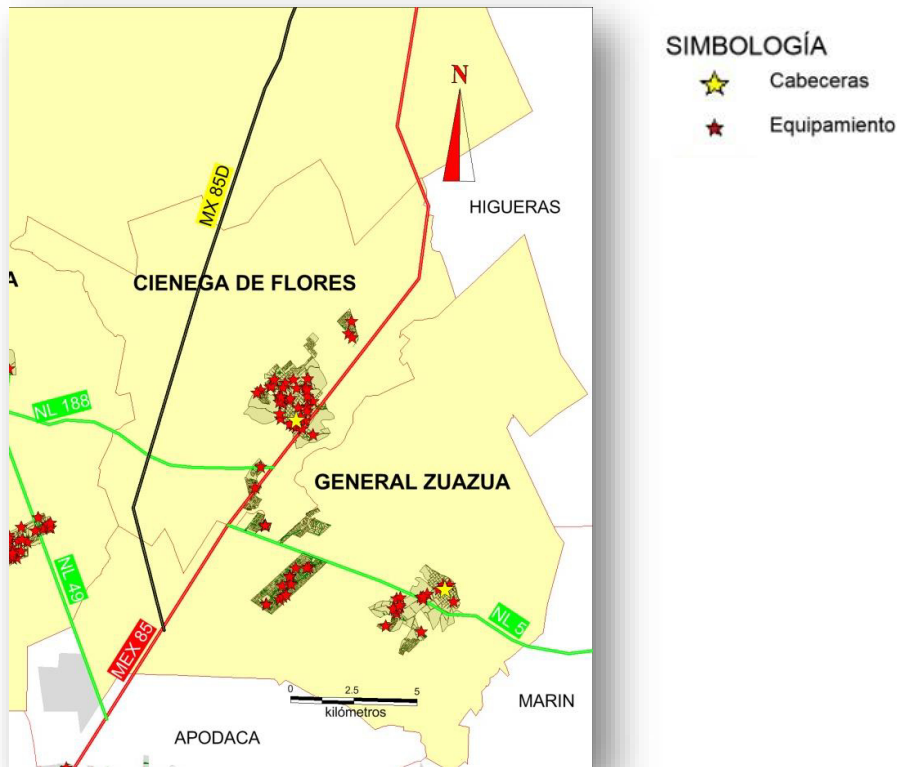 SIMBOLOGÍA
Cabeceras
Equipamiento
N
MX 85D
HIGUERAS
A
CIENEGA DE FLORES
NL 188
GENERAL ZUAZUA
NL 49
NL 5
MEX 85
0 2.5 5
kilómetros
MARIN
APODACA